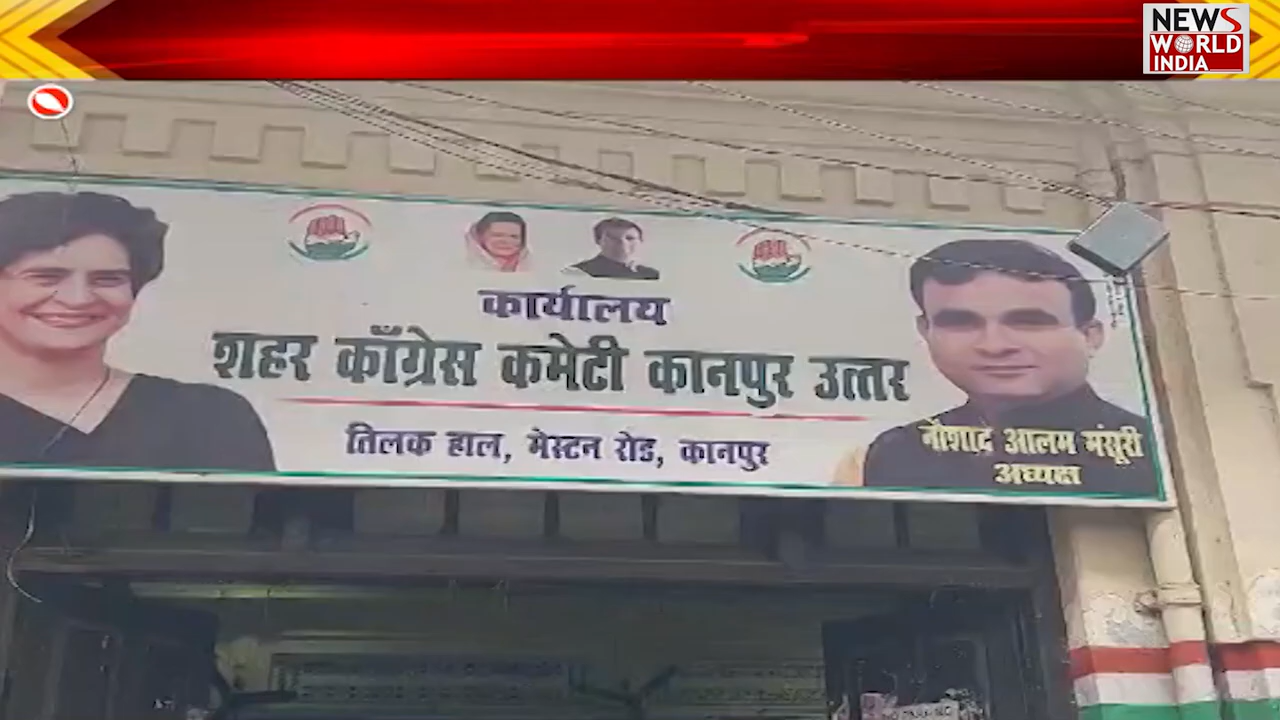 NEWS
WORLD
INDIA
कार्यालय
शहर काँग्रेस कमेटी कानपुर उत्तर
तिलक हाल, मेस्टन रोड, कानपुर
नौशाद आलम मंसूरी
अध्यक्ष